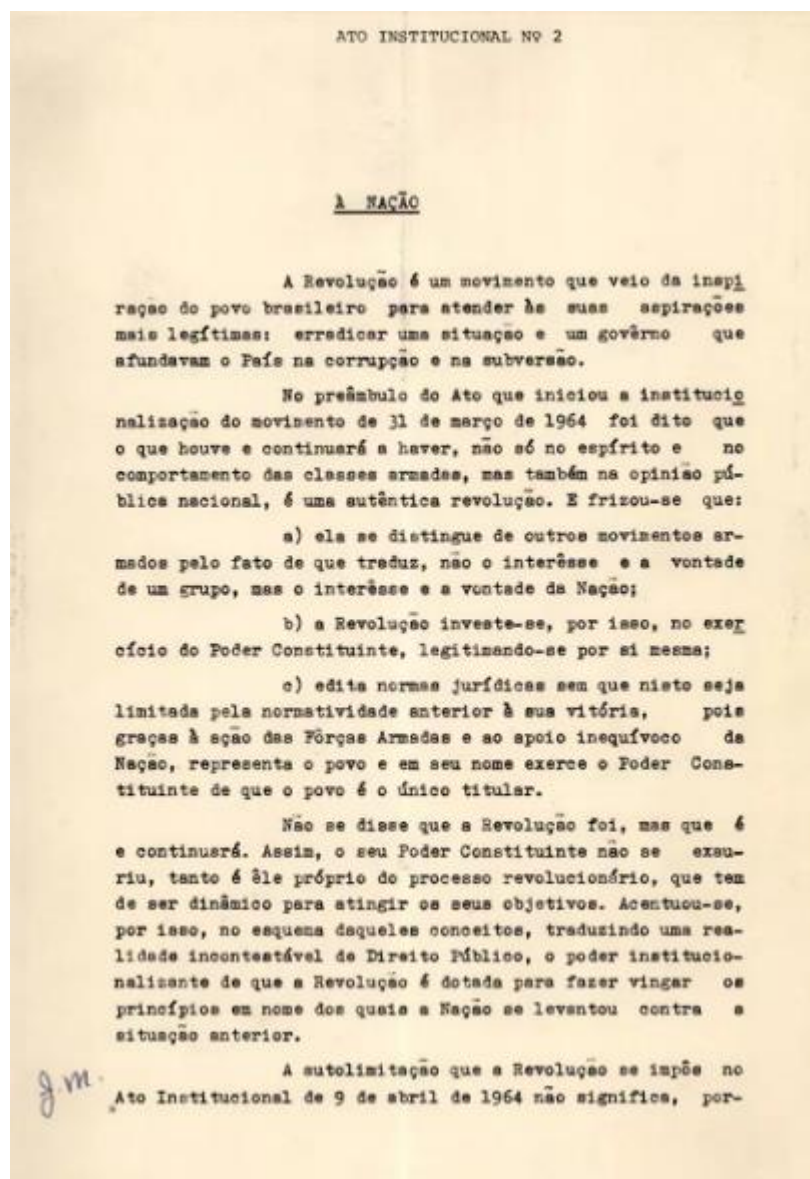 ATO INSTITUCIONAL Nº 2
À NAÇÃO
A Revolução é um movimento que veio da inspi
ração do povo brasileiro para atender às suas aspirações
mais legítimas: erradicar uma situação e um govêrno que
afundavam o País na corrupção e na subversão.
No preâmbulo do Ato que iniciou a institucio
nalização do movimento de 31 de março de 1964 foi dito que
o que houve e continuará a haver, não só no espírito e no
comportamento das classes armadas, mas também na opinião pú-
blica nacional, é uma autêntica revolução. E frizou-se que:
a) ela se distingue de outros movimentos ar-
mados pelo fato de que traduz, não o interêsse e a vontade
de um grupo, mas o interêsse e a vontade da Nação;
b) a Revolução investe-se, por isso, no exer
cício do Poder Constituinte, legitimando-se por si mesma;
c) edita normas jurídicas sem que nisto seja
limitada pela normatividade anterior à sua vitória, pois
graças à ação das Fôrças Armadas e ao apoio inequívoco da
Nação, representa o povo e em seu nome exerce o Poder Cons-
tituinte de que o povo é o único titular.
Não se disse que a Revolução foi, mas que é
e continuará. Assim, o seu Poder Constituinte não se exau-
riu, tanto é êle próprio do processo revolucionário, que tem
de ser dinâmico para atingir os seus objetivos. Acentuou-se,
por isso, no esquema daqueles conceitos, traduzindo uma rea-
lidade incontestável de Direito Público, o poder institucio-
nalizante de que a Revolução é dotada para fazer vingar os
princípios em nome dos quais a Nação se levantou contra a
situação anterior.
A autolimitação que a Revolução se impôs no
J.M.
Ato Institucional de 9 de abril de 1964 não significa, por-